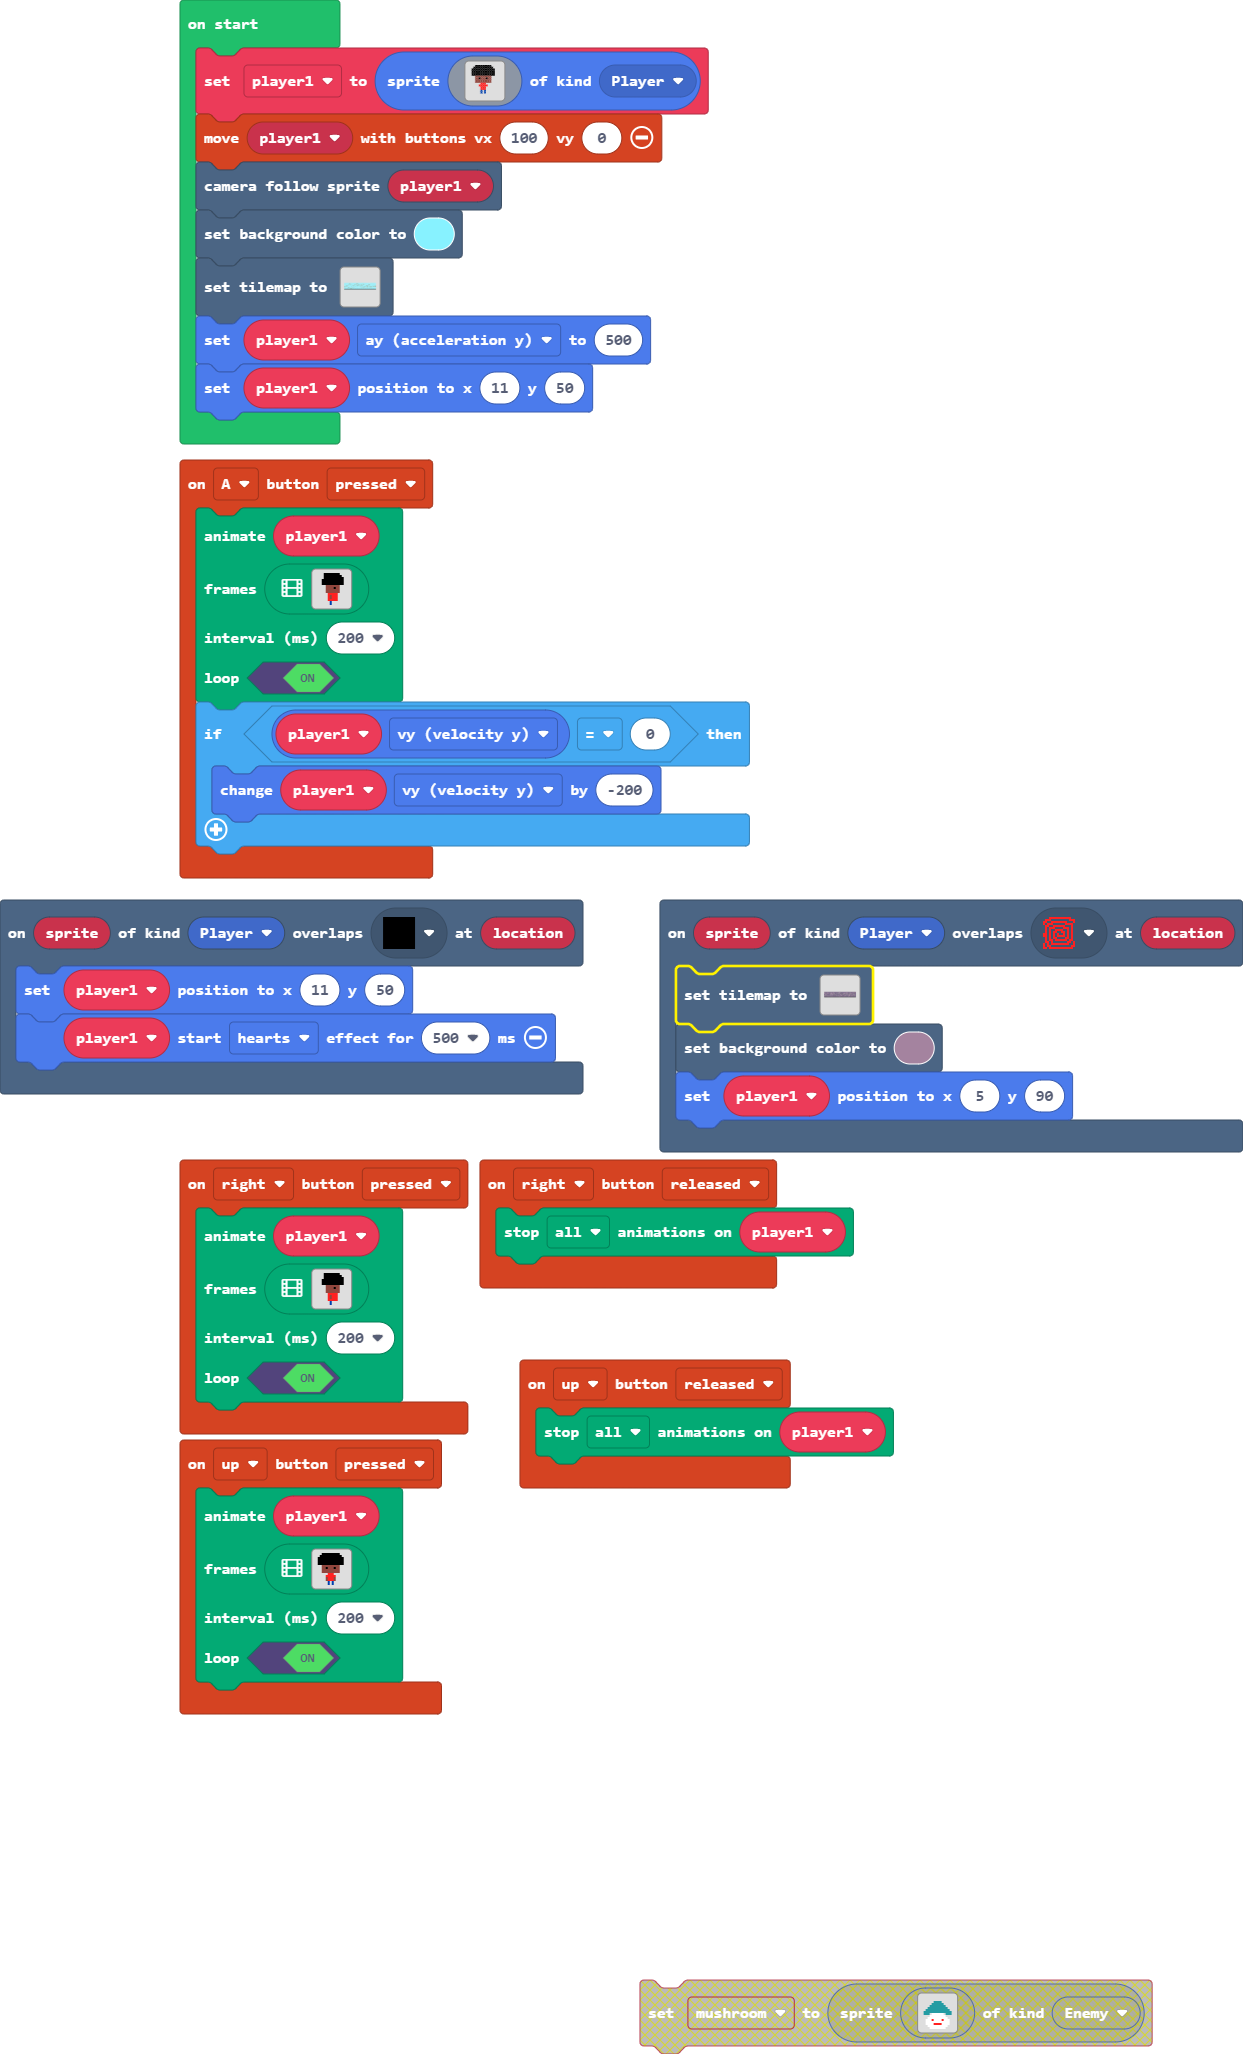 on start
set player1 to sprite of kind Player
move player1 with buttons vx 100 vy 0
camera follow sprite player1
set background color to
set tilemap to
set player1 ay (acceleration y) to 500
set player1 position to x 11 y 50
on A button pressed
animate player1
frames
interval (ms) 200
loop ON
if player1 vy (velocity y) = 0 then
change player1 vy (velocity y) by -200
on sprite of kind Player overlaps at location
set player1 position to x 11 y 50
player1 start hearts effect for 500 ms
on sprite of kind Player overlaps at location
set tilemap to
set background color to
set player1 position to x 5 y 90
on right button pressed
animate player1
frames
interval (ms) 200
loop ON
on right button released
stop all animations on player1
on up button released
stop all animations on player1
on up button pressed
animate player1
frames
interval (ms) 200
loop ON
set mushroom to sprite of kind Enemy